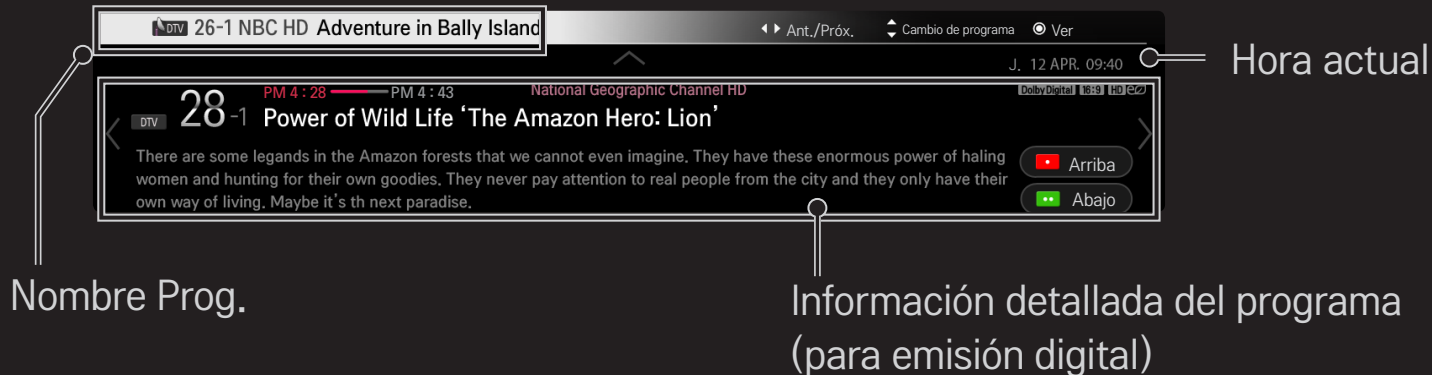 DTV 26-1 NBC HD Adventure in Bally Island
Ant./Próx. Cambio de programa Ver
J. 12 APR. 09:40
Hora actual
PM 4 : 28 PM 4 : 43 National Geographic Channel HD Dolby Digital 16:9 HD
DTV 28-1 Power of Wild Life ‘The Amazon Hero: Lion’
There are some legands in the Amazon forests that we cannot even imagine. They have these enormous power of haling
women and hunting for their own goodies. They never pay attention to real people from the city and they only have their
own way of living. Maybe it’s th next paradise.
Arriba
Abajo
Nombre Prog.
Información detallada del programa
(para emisión digital)